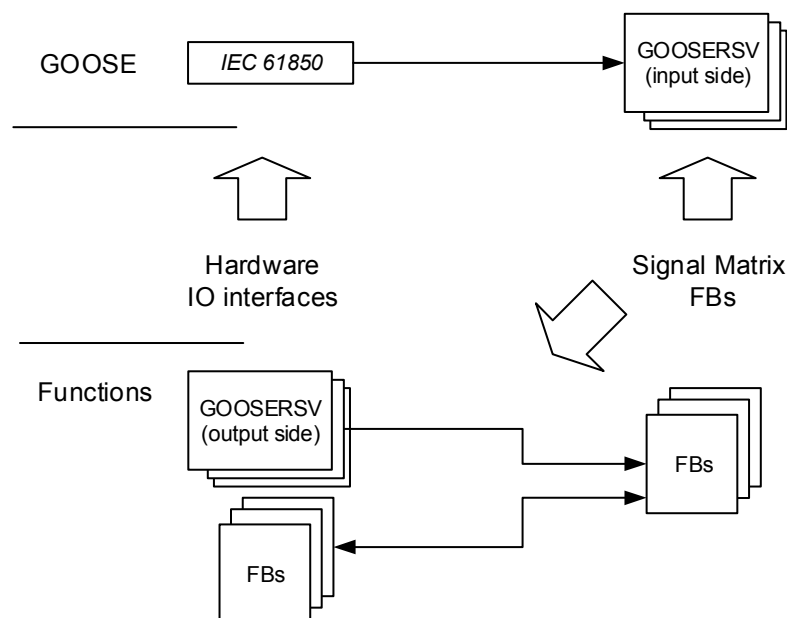 GOOSE
IEC 61850
GOOSERSV
(input side)
Hardware
IO interfaces
Signal Matrix
FBs
Functions
GOOSERSV
(output side)
FBs
FBs